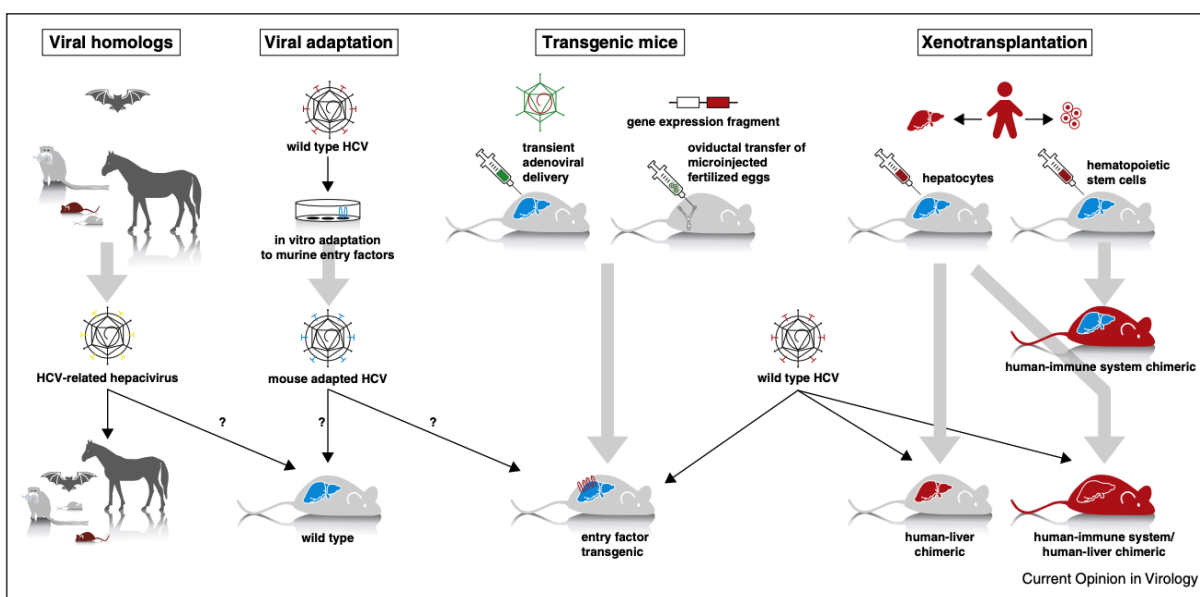 Viral homologs
Viral adaptation
Transgenic mice
Xenotransplantation
wild type HCV
in vitro adaptation
to murine entry factors
transient
adenoviral
delivery
gene expression fragment
oviductal transfer of
microinjected
fertilized eggs
hepatocytes
hematopoietic
stem cells
HCV-related hepacivirus
mouse adapted HCV
wild type HCV
human-immune system chimeric
?
?
?
wild type
entry factor
transgenic
human-liver
chimeric
human-immune system/
human-liver chimeric
Current Opinion in Virology